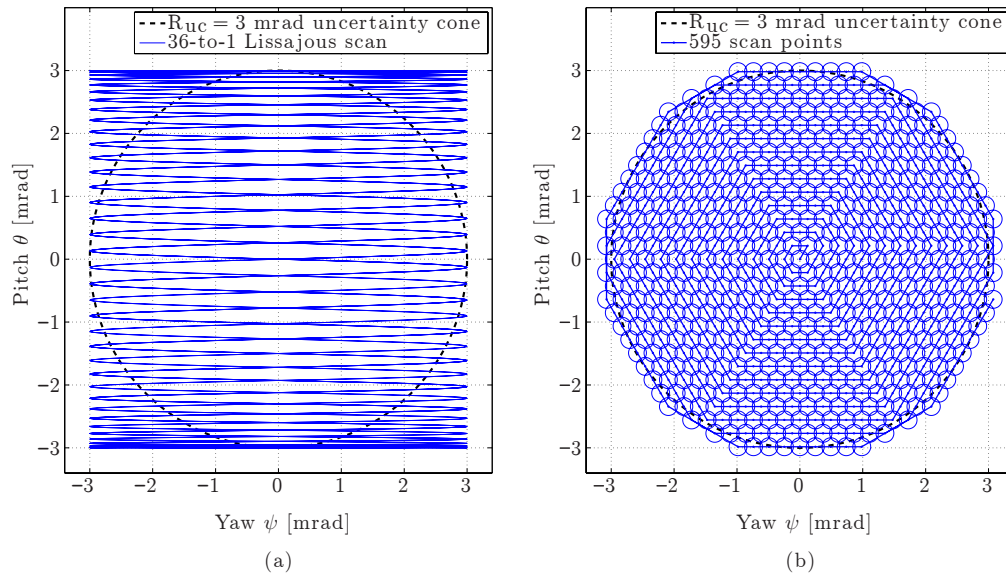 R_uc = 3 mrad uncertainty cone
36-to-1 Lissajous scan
3
2
1
0
−1
−2
−3
Pitch θ [mrad]
−3 −2 −1 0 1 2 3
Yaw ψ [mrad]
(a)
R_uc = 3 mrad uncertainty cone
595 scan points
3
2
1
0
−1
−2
−3
Pitch θ [mrad]
−3 −2 −1 0 1 2 3
Yaw ψ [mrad]
(b)